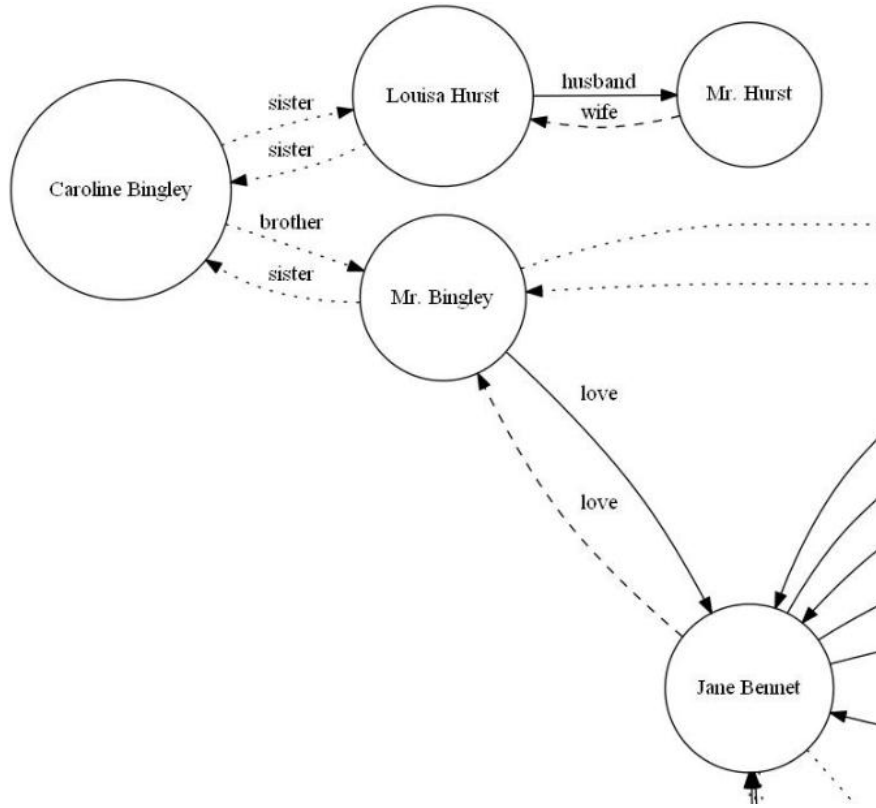 husband
Louisa Hurst
Mr. Hurst
sister
wife
sister
Caroline Bingley
brother
sister
Mr. Bingley
love
love
Jane Bennet